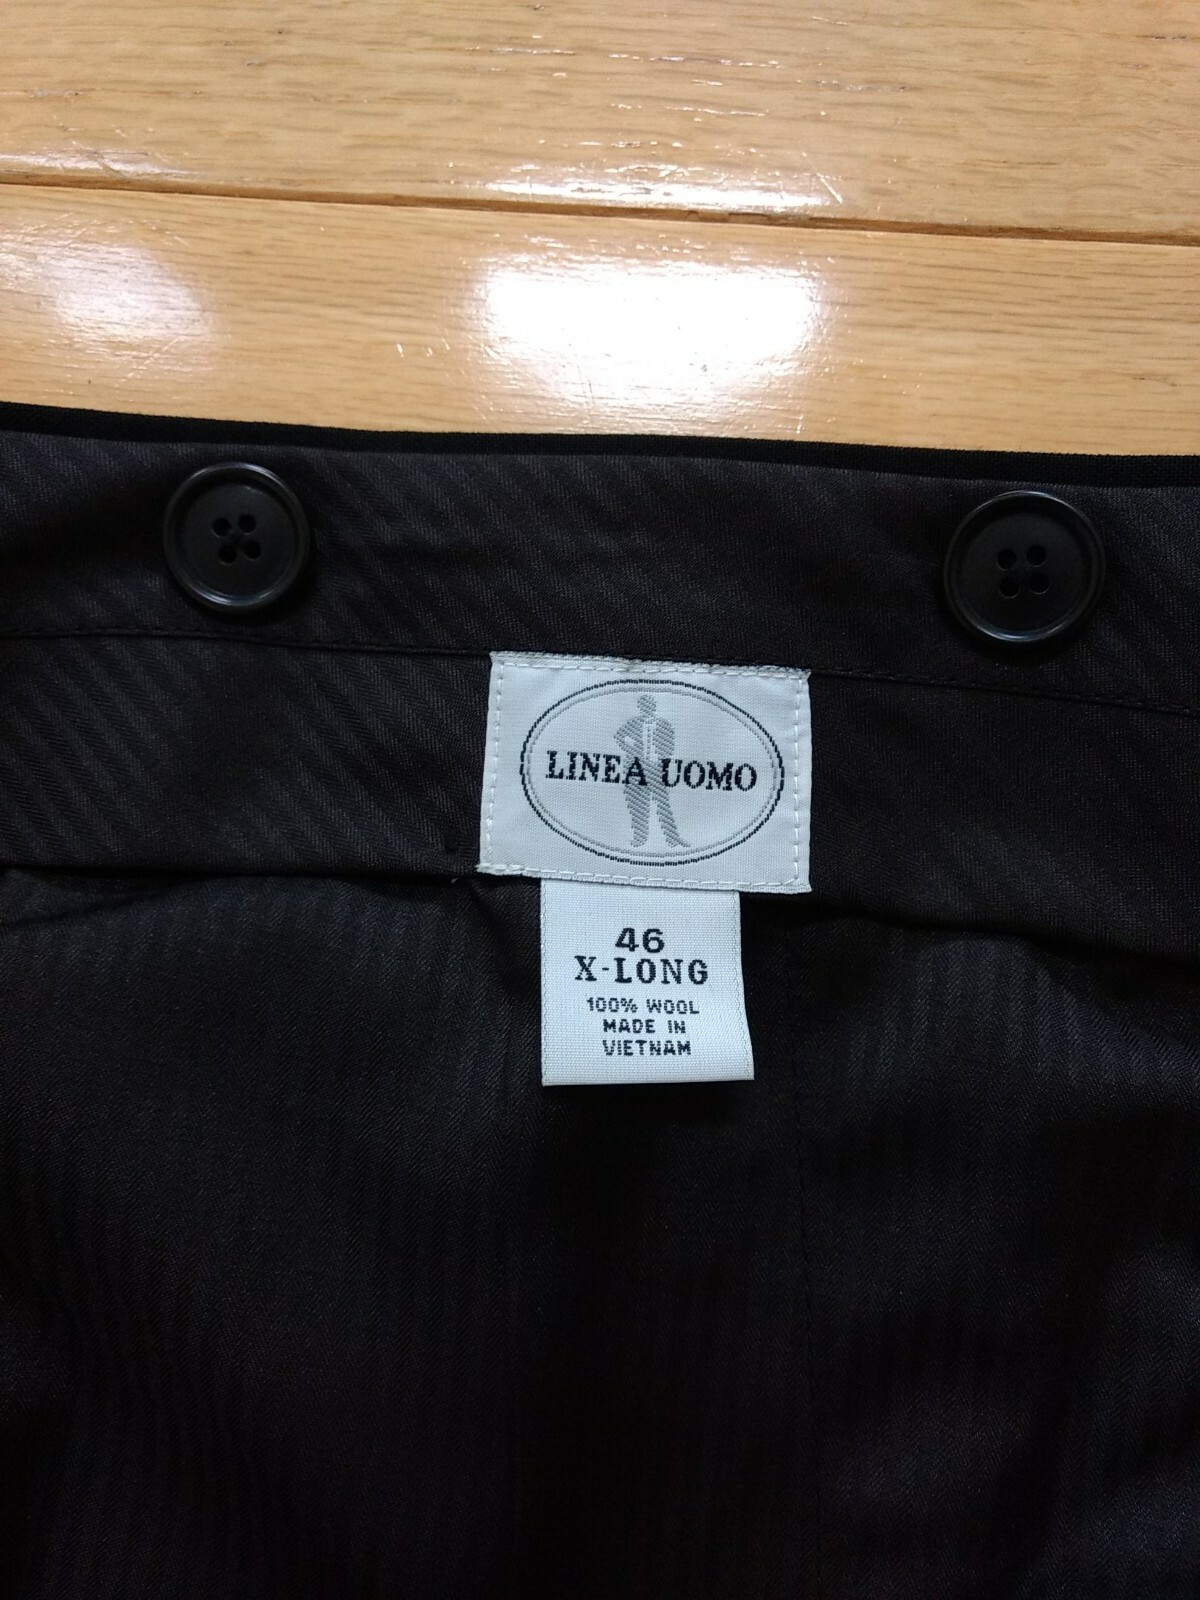 LINEA UOMO
46
X-LONG
100% WOOL
MADE IN
VIETNAM